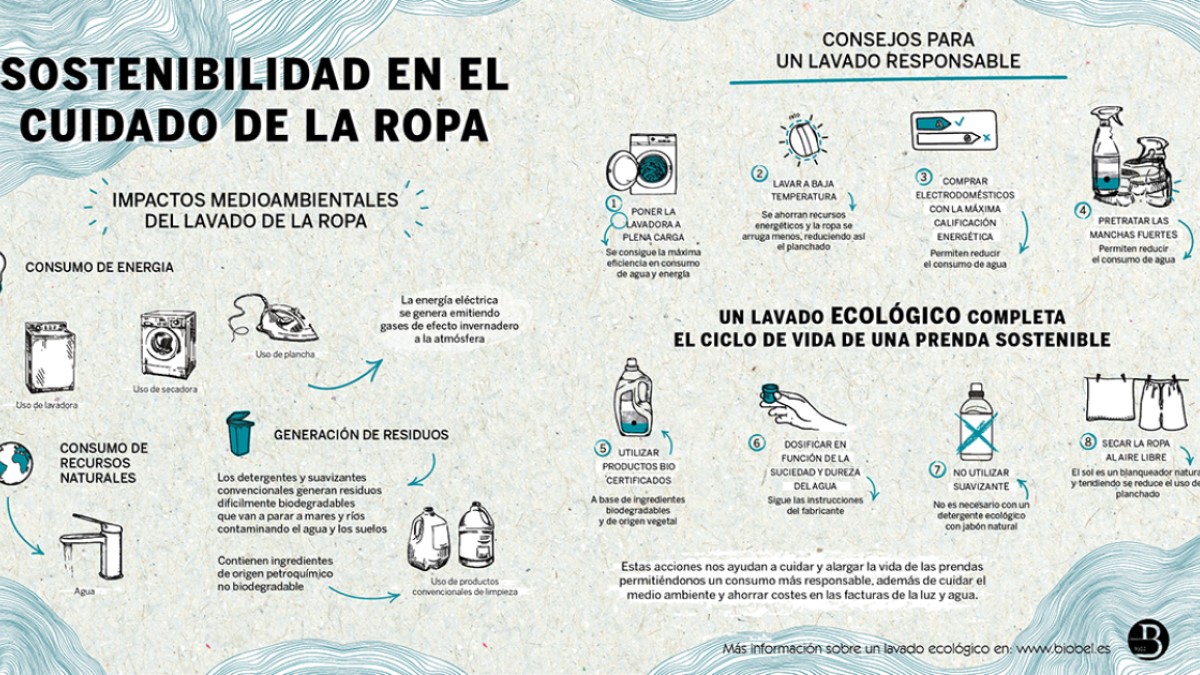 SOSTENIBILIDAD EN EL
CUIDADO DE LA ROPA
IMPACTOS MEDIOAMBIENTALES
DEL LAVADO DE LA ROPA
CONSUMO DE ENERGIA
Uso de lavadora
Uso de secadora
Uso de plancha
La energía eléctrica
se genera emitiendo
gases de efecto invernadero
a la atmósfera
CONSUMO DE
RECURSOS
NATURALES
Agua
GENERACIÓN DE RESIDUOS
Los detergentes y suavizantes
convencionales generan residuos
dificilmente biodegradables
que van a parar a mares y ríos
contaminando el agua y los suelos
Contienen ingredientes
de origen petroquímico
no biodegradable
Uso de productos
convencionales de limpieza
CONSEJOS PARA
UN LAVADO RESPONSABLE
1 PONER LA
LAVADORA A
PLENA CARGA
Se consigue la máxima
eficiencia en consumo
de agua y energía
2 LAVAR A BAJA
TEMPERATURA
Se ahorran recursos
energéticos y la ropa se
arruga menos, reduciendo así
el planchado
3 COMPRAR
ELECTRODOMÉSTICOS
CON LA MÁXIMA
CALIFICACIÓN
ENERGÉTICA
Permiten reducir
el consumo de agua
4 PRETRATAR LAS
MANCHAS FUERTES
Permiten reducir
el consumo de agua
UN LAVADO ECOLÓGICO COMPLETA
EL CICLO DE VIDA DE UNA PRENDA SOSTENIBLE
5 UTILIZAR
PRODUCTOS BIO
CERTIFICADOS
A base de ingredientes
biodegradables
y de origen vegetal
6 DOSIFICAR EN
FUNCIÓN DE LA
SUCIEDAD Y DUREZA
DEL AGUA
Sigue las instrucciones
del fabricante
7 NO UTILIZAR
SUAVIZANTE
No es necesario con un
detergente ecológico
con jabón natural
8 SECAR LA ROPA
AL AIRE LIBRE
El sol es un blanqueador natura
y tendiendo se reduce el uso de
planchado
Estas acciones nos ayudan a cuidar y alargar la vida de las prendas
permitiéndonos un consumo más responsable, además de cuidar el
medio ambiente y ahorrar costes en las facturas de la luz y agua.
Más información sobre un lavado ecológico en: www.biobel.es
B